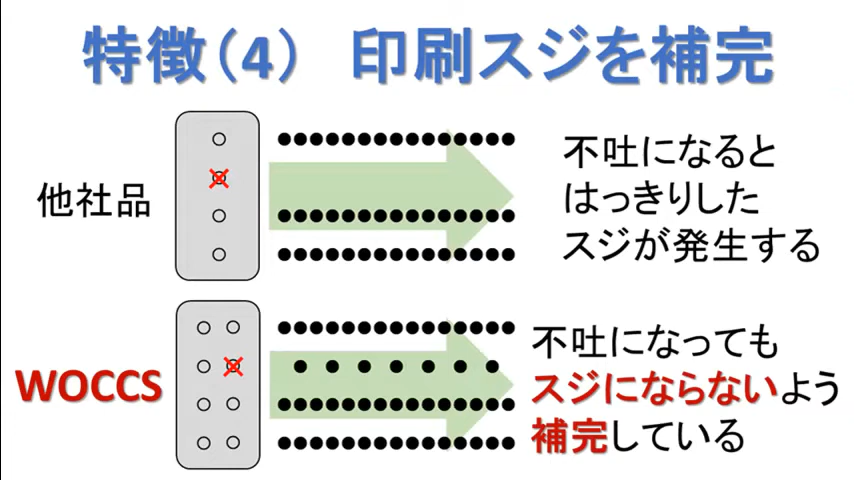 特徴(4) 印刷スジを補完
他社品
不吐になると
はっきりした
スジが発生する
WOCCS
不吐になっても
スジにならないよう
補完している